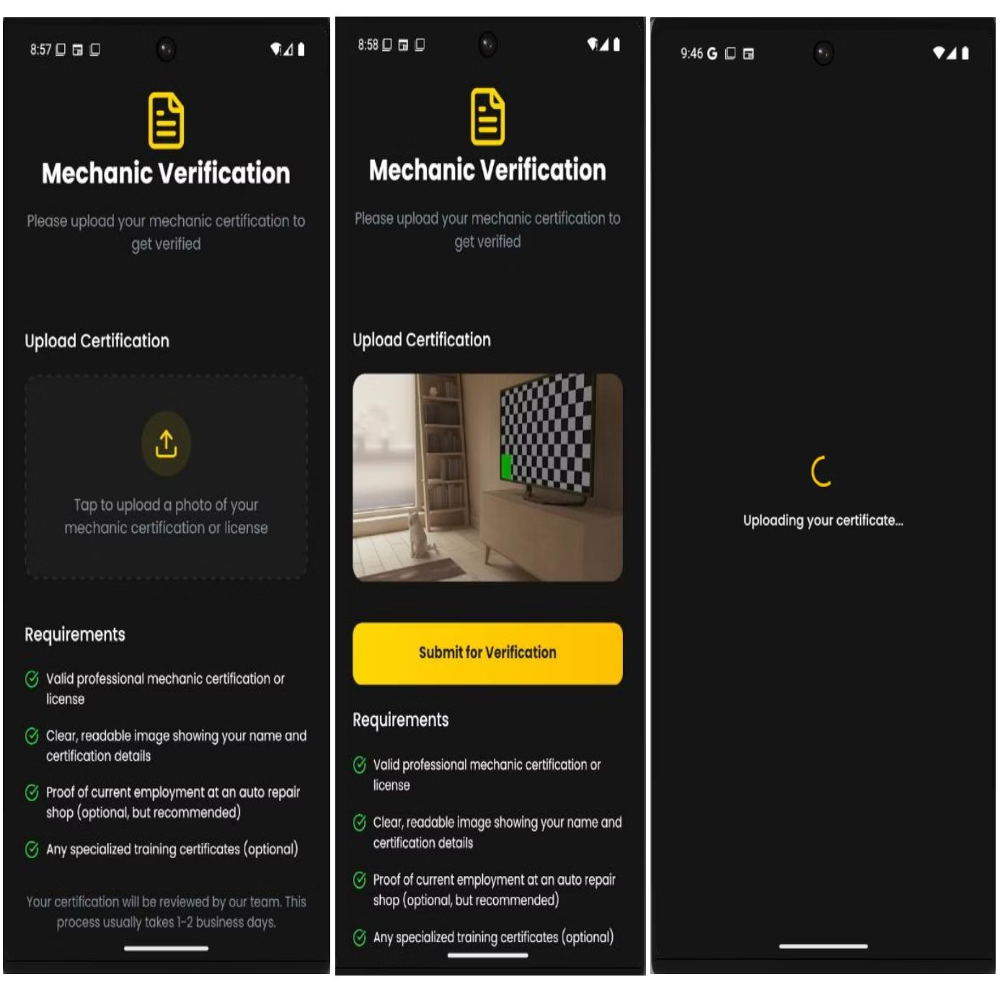 8:57
Mechanic Verification
Please upload your mechanic certification to
get verified
Upload Certification
Tap to upload a photo of your
mechanic certification or license
Requirements
Valid professional mechanic certification or
license
Clear, readable image showing your name and
certification details
Proof of current employment at an auto repair
shop (optional, but recommended)
Any specialized training certificates (optional)
Your certification will be reviewed by our team. This
process usually takes 1-2 business days.
8:58
Mechanic Verification
Please upload your mechanic certification to
get verified
Upload Certification
Submit for Verification
Requirements
Valid professional mechanic certification or
license
Clear, readable image showing your name and
certification details
Proof of current employment at an auto repair
shop (optional, but recommended)
Any specialized training certificates (optional)
9:46 G
Uploading your certificate...